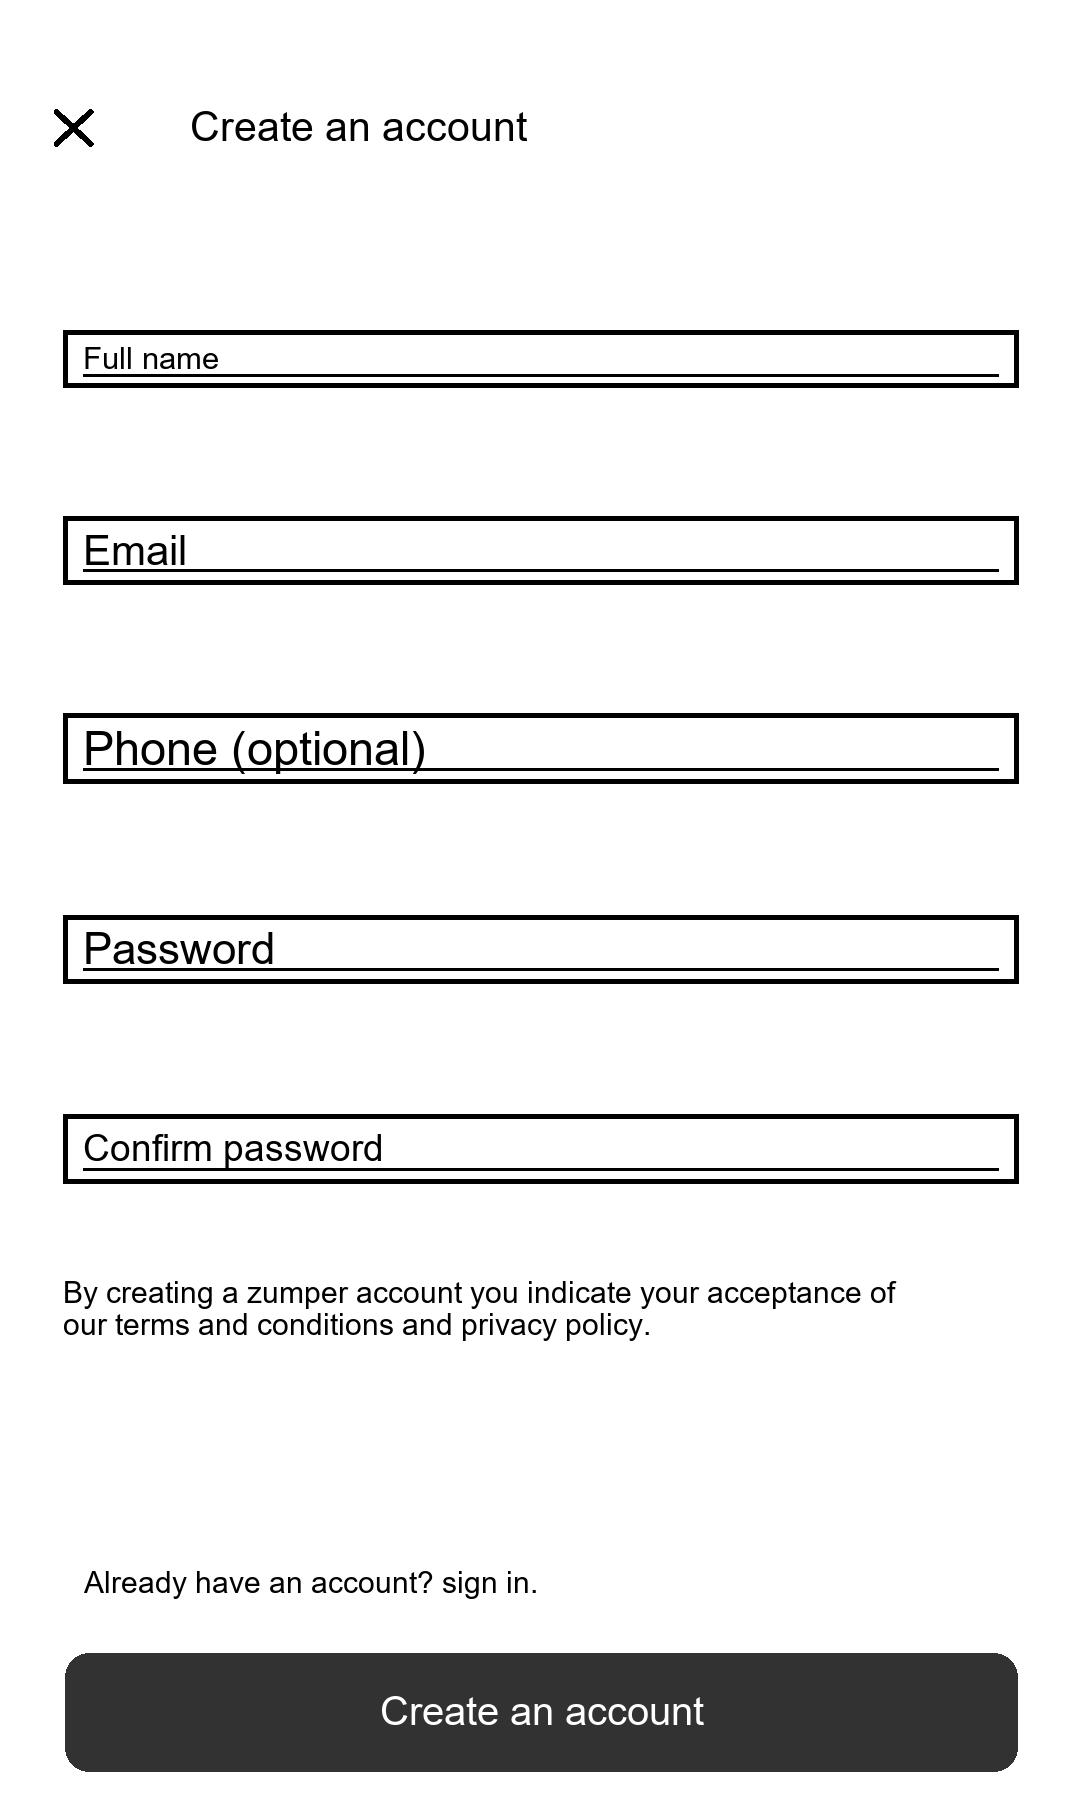 Create an account
Full name
Email
Phone (optional)
Password
Confirm password
By creating a zumper account you indicate your acceptance of
our terms and conditions and privacy policy.
Already have an account? sign in.
Create an account